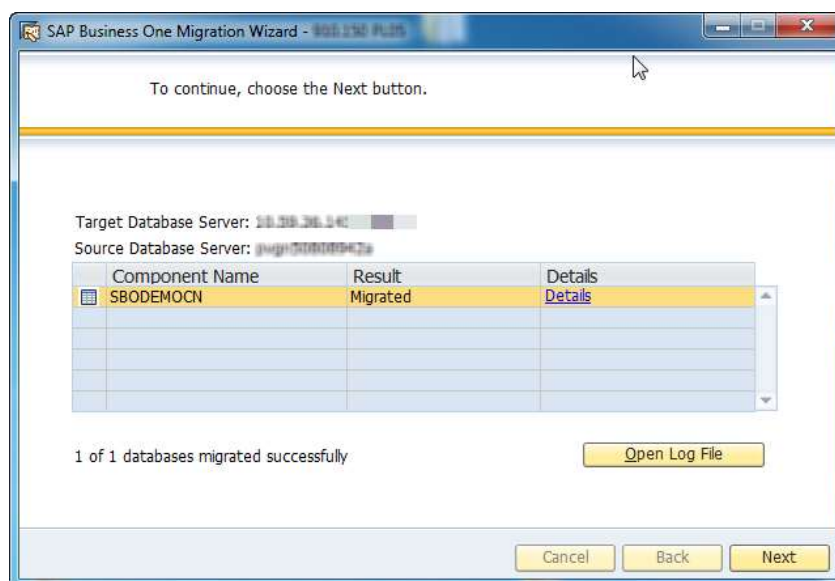 SAP Business One Migration Wizard -
To continue, choose the Next button.
Target Database Server:
Source Database Server:
Component Name Result Details
SBODEMOCN Migrated Details
1 of 1 databases migrated successfully
Open Log File
Cancel Back Next